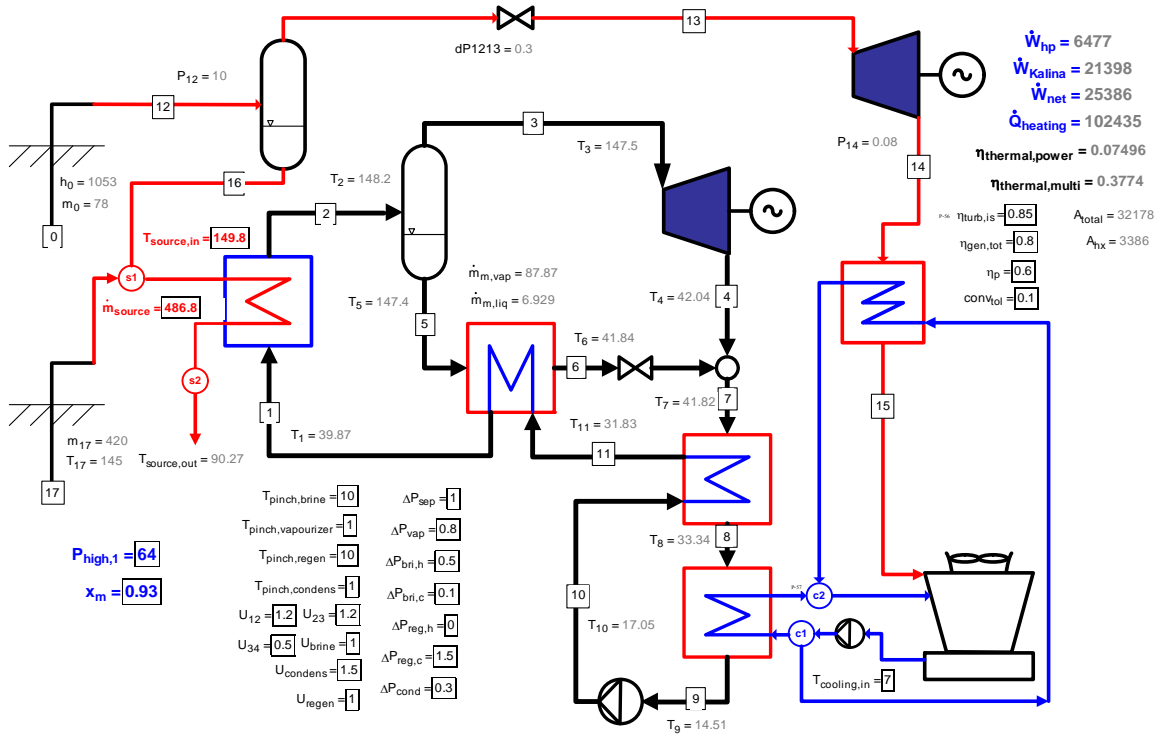 13
dP1213 = 0.3
Ẇhp = 6477
ẆKalina = 21398
Ẇnet = 25386
Q̇heating = 102435
ηthermal,power = 0.07496
ηthermal,multi = 0.3774
P12 = 10
12
h0 = 1053
m0 = 78
0
16
3
T3 = 147.5
P14 = 0.08
14
P-56
ηturb,is = 0.85
Atotal = 32178
ηgen,tot = 0.8
Ahx = 3386
ηp = 0.6
convtol = 0.1
T2 = 148.2
2
Tsource,in = 149.8
s1
ṁsource = 486.8
s2
ṁm,vap = 87.87
ṁm,liq = 6.929
T5 = 147.4
5
T4 = 42.04
4
T6 = 41.84
6
T7 = 41.82
7
15
1
T1 = 39.87
T11 = 31.83
11
m17 = 420
T17 = 145
Tsource,out = 90.27
17
Phigh,1 = 64
xm = 0.93
Tpinch,brine = 10
ΔPsep = 1
Tpinch,vapourizer = 1
ΔPvap = 0.8
Tpinch,regen = 10
ΔPbri,h = 0.5
Tpinch,condens = 1
ΔPbri,c = 0.1
U12 = 1.2 U23 = 1.2
ΔPreg,h = 0
U34 = 0.5 Ubrine = 1
ΔPreg,c = 1.5
Ucondens = 1.5
ΔPcond = 0.3
Uregen = 1
T8 = 33.34
8
10
T10 = 17.05
P-57
c2
c1
Tcooling,in = 7
9
T9 = 14.51